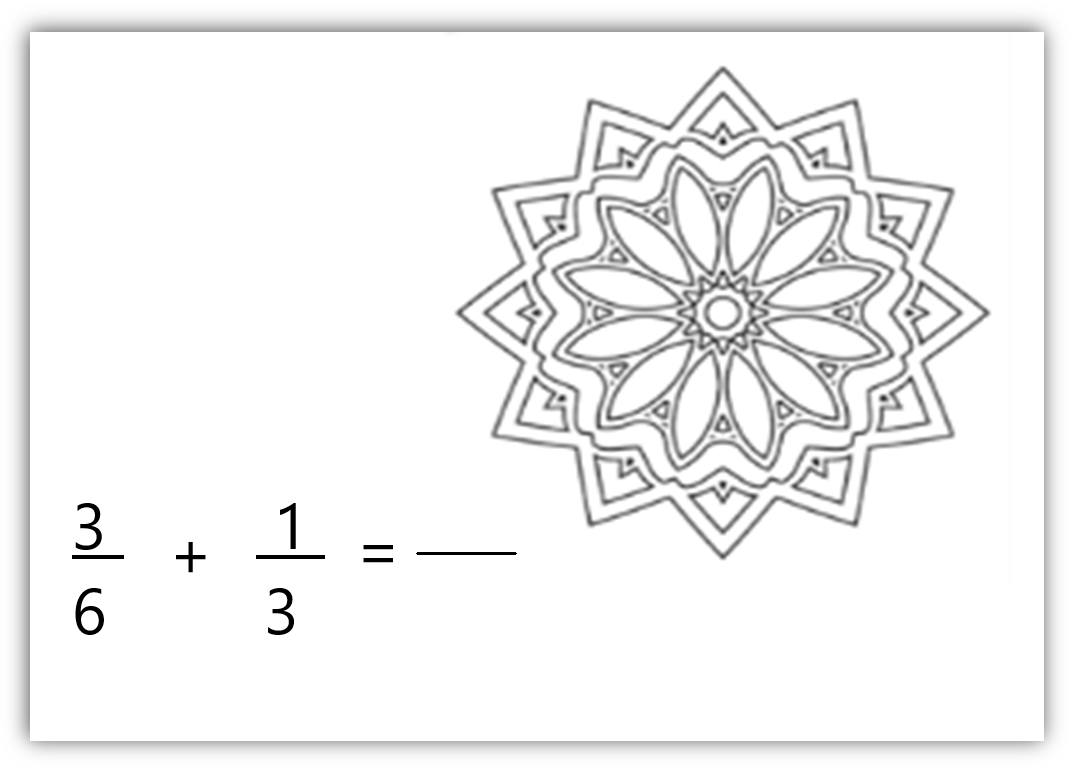 3/6 + 1/3 = ___